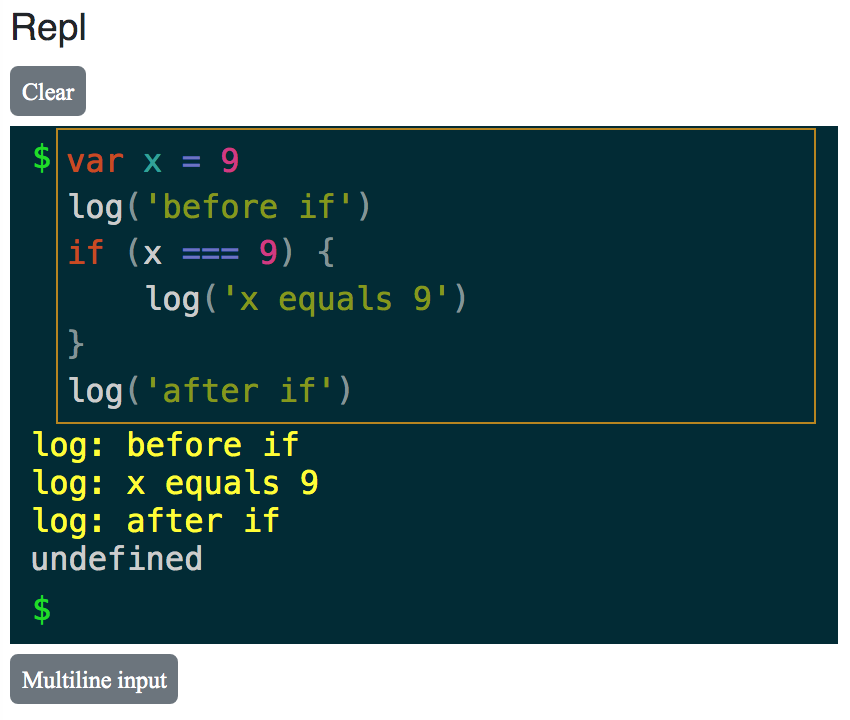 Repl
Clear
$ var x = 9
log('before if')
if (x === 9) {
    log('x equals 9')
}
log('after if')
log: before if
log: x equals 9
log: after if
undefined
$
Multiline input